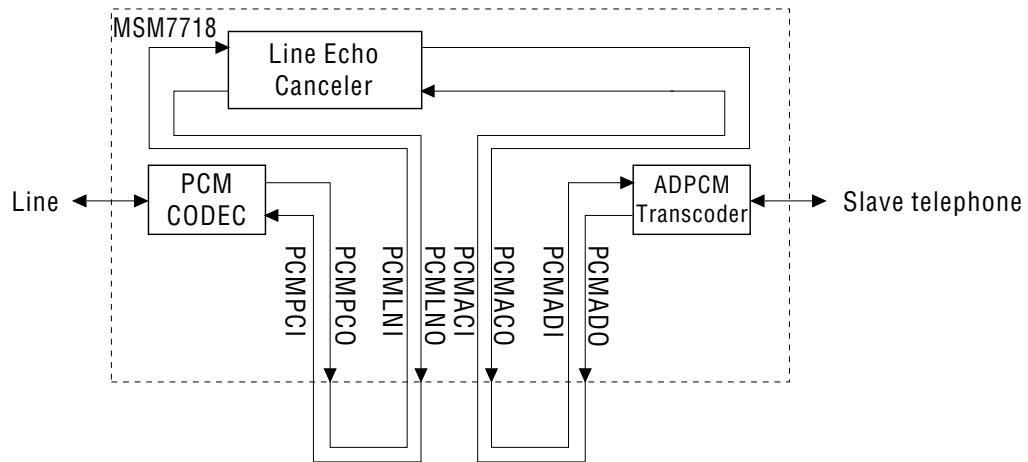 MSM7718
Line Echo
Canceler
Line
PCM
CODEC
ADPCM
Transcoder
Slave telephone
PCMPCI
PCMPCO
PCMLNI
PCMLNO
PCMACI
PCMACO
PCMADI
PCMADO